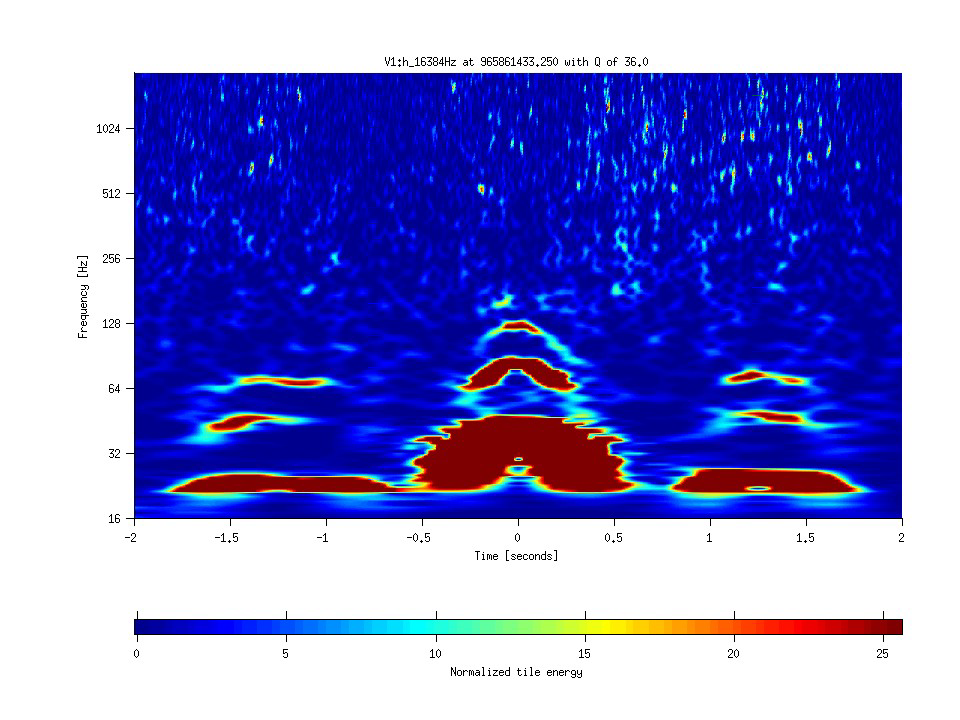 V1:h_16384Hz at 965861433.250 with Q of 36.0
1024
512
256
128
64
32
16
Frequency [Hz]
-2 -1.5 -1 -0.5 0 0.5 1 1.5 2
Time [seconds]
0 5 10 15 20 25
Normalized tile energy